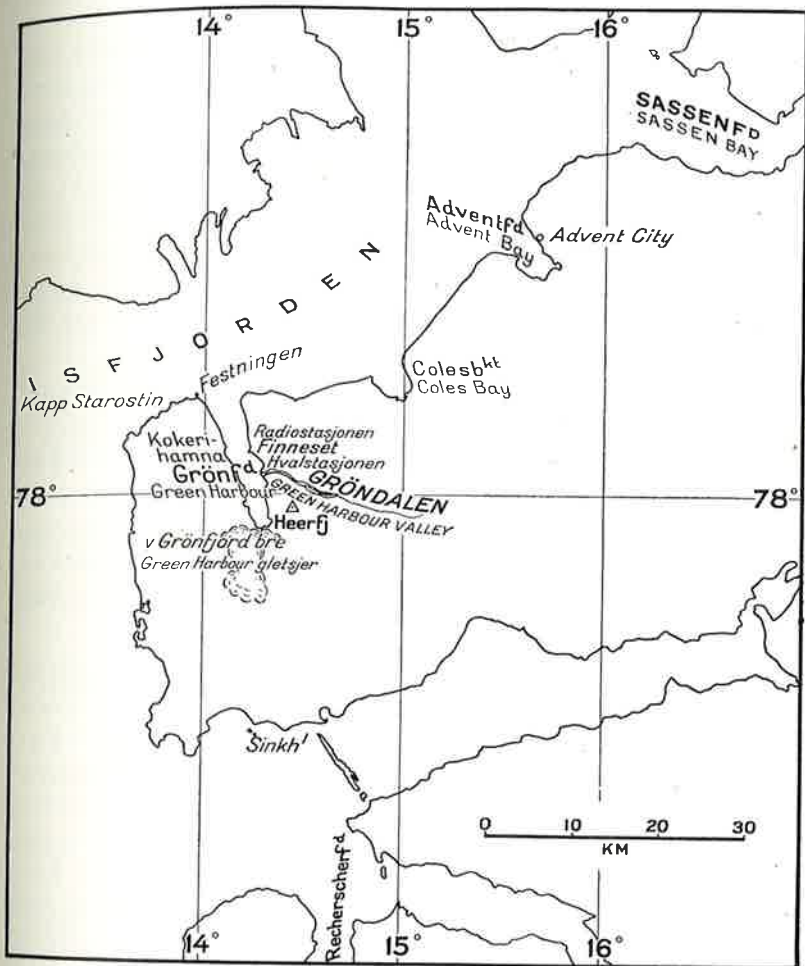 14° 15° 16°
SASSENFD
SASSEN BAY
Adventfd
Advent Bay
Advent City
ISFJORDEN
Festningen
Kapp Starostin
Colesbkt
Coles Bay
Kokeri-
hamna
Radiostasjonen
Finneset
Hvalstasjonen
Grönfd
Green Harbour
GRÖNDALEN
GREEN HARBOUR VALLEY
78° 78°
Heerfj
v Grönfjord bre
Green Harbour gletsjer
Sinkhl
0 10 20 30
KM
Recherscherfd
14° 15° 16°